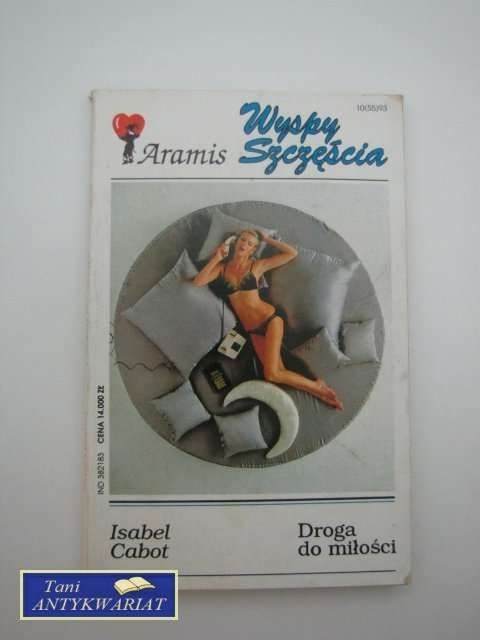 10(55)93
Aramis
Wyspy
Szczęścia
IND 382183 CENA 14.000 ZŁ
Isabel
Cabot
Droga
do miłości
Tani
ANTYKWARIAT